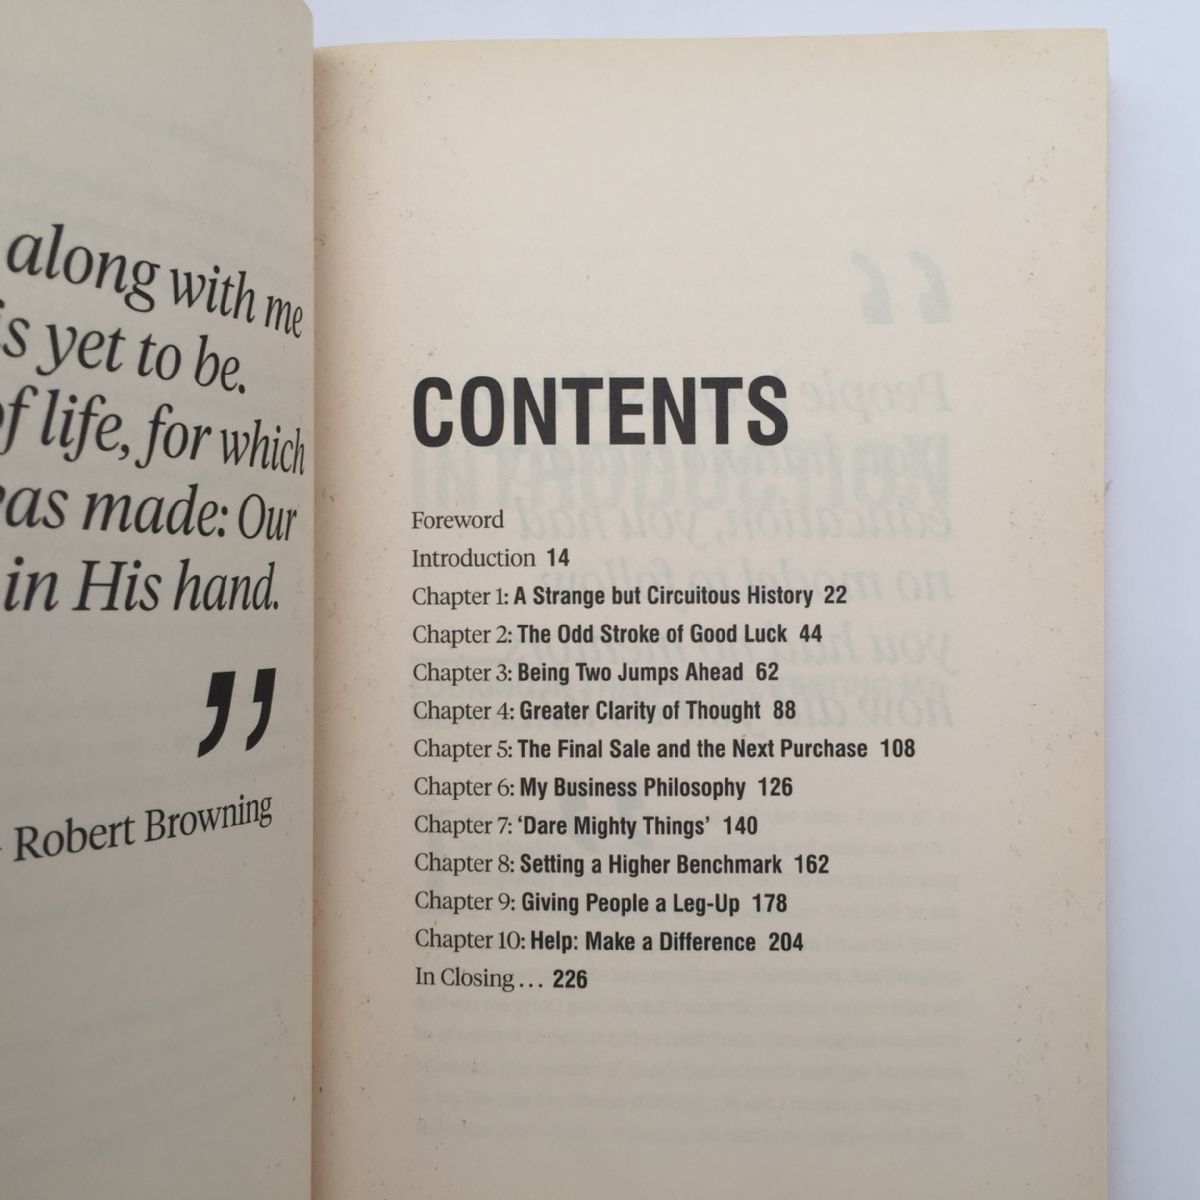 along with me
is yet to be.
of life, for which
was made: Our
in His hand.
”
- Robert Browning
CONTENTS
Foreword
Introduction 14
Chapter 1: A Strange but Circuitous History 22
Chapter 2: The Odd Stroke of Good Luck 44
Chapter 3: Being Two Jumps Ahead 62
Chapter 4: Greater Clarity of Thought 88
Chapter 5: The Final Sale and the Next Purchase 108
Chapter 6: My Business Philosophy 126
Chapter 7: ‘Dare Mighty Things’ 140
Chapter 8: Setting a Higher Benchmark 162
Chapter 9: Giving People a Leg-Up 178
Chapter 10: Help: Make a Difference 204
In Closing... 226